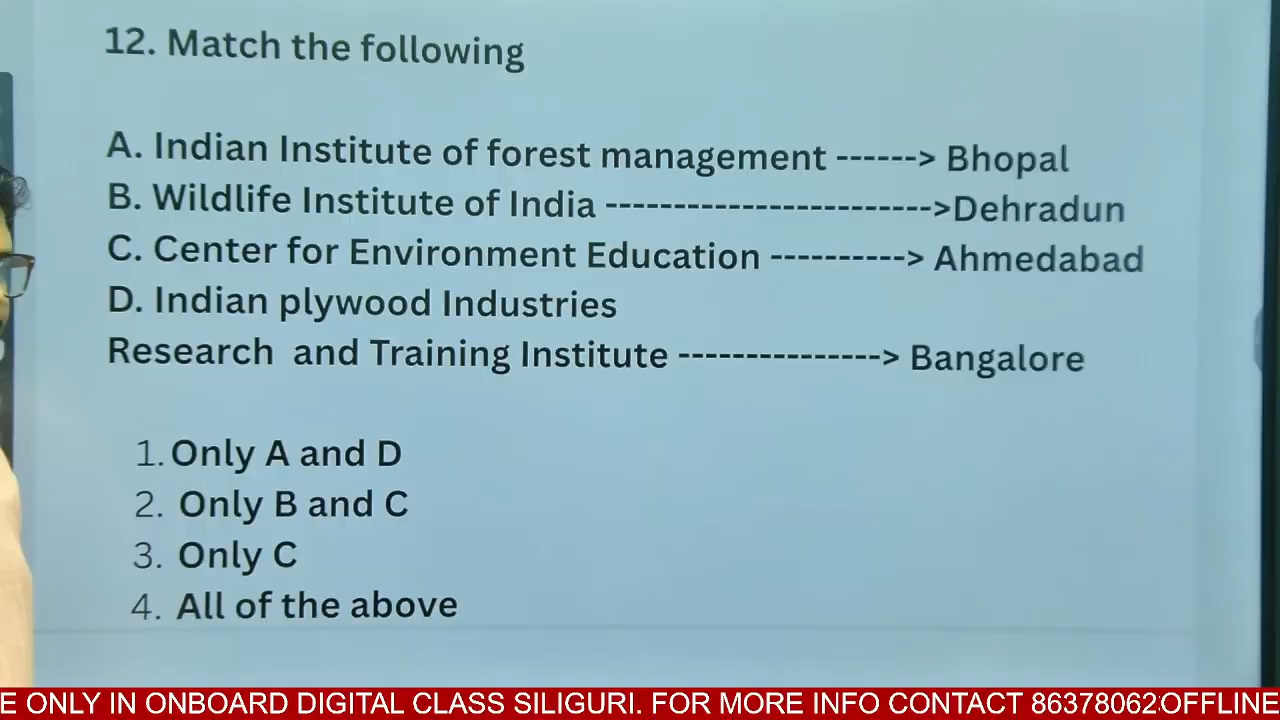 12. Match the following
A. Indian Institute of forest management ------> Bhopal
B. Wildlife Institute of India ------------------------>Dehradun
C. Center for Environment Education ----------> Ahmedabad
D. Indian plywood Industries
Research and Training Institute ---------------> Bangalore
1. Only A and D
2. Only B and C
3. Only C
4. All of the above
E ONLY IN ONBOARD DIGITAL CLASS SILIGURI. FOR MORE INFO CONTACT 86378062 OFFLINE